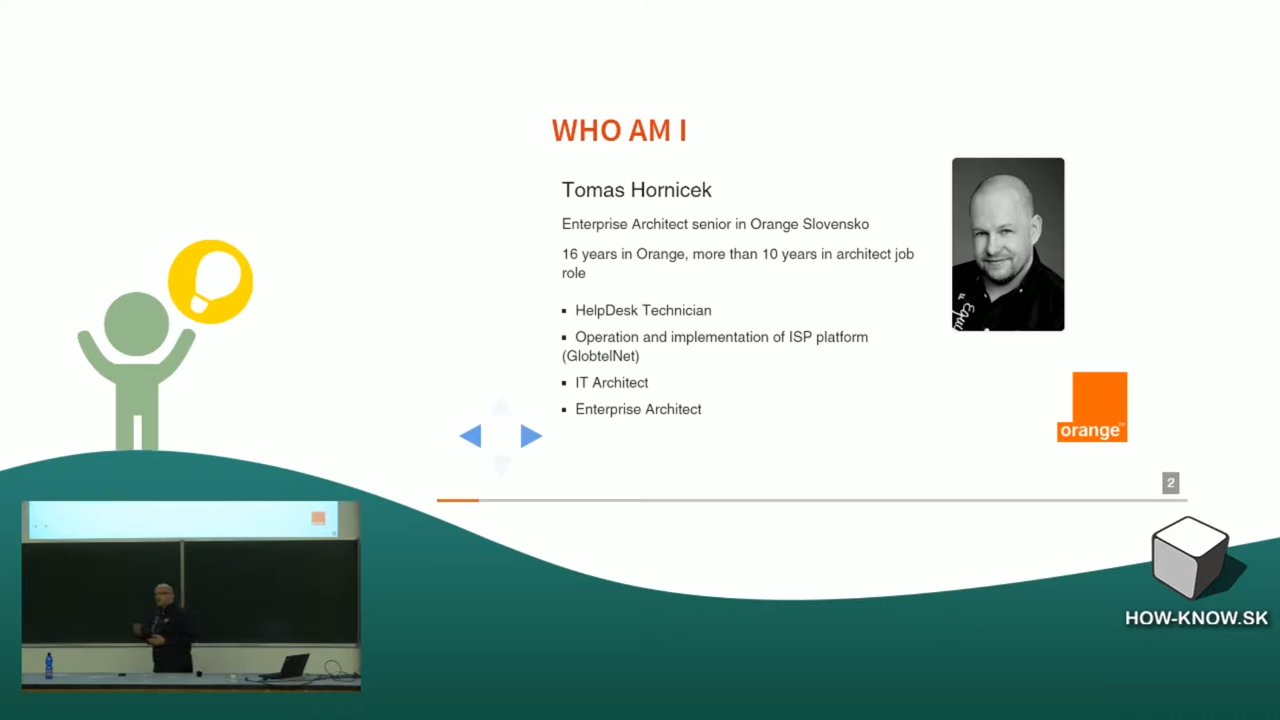 WHO AM I
Tomas Hornicek
Enterprise Architect senior in Orange Slovensko
16 years in Orange, more than 10 years in architect job
role
▪ HelpDesk Technician
▪ Operation and implementation of ISP platform
(GlobtelNet)
▪ IT Architect
▪ Enterprise Architect
orange™
2
HOW-KNOW.SK